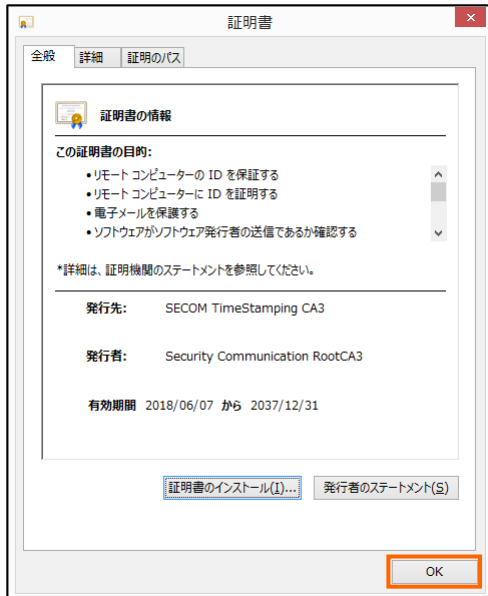 証明書
全般 詳細 証明のパス
証明書の情報
この証明書の目的:
•リモート コンピューターの ID を保証する
•リモート コンピューターに ID を証明する
•電子メールを保護する
•ソフトウェアがソフトウェア発行者の送信であるか確認する
*詳細は、証明機関のステートメントを参照してください。
発行先: SECOM TimeStamping CA3
発行者: Security Communication RootCA3
有効期間 2018/06/07 から 2037/12/31
証明書のインストール(I)... 発行者のステートメント(S)
OK